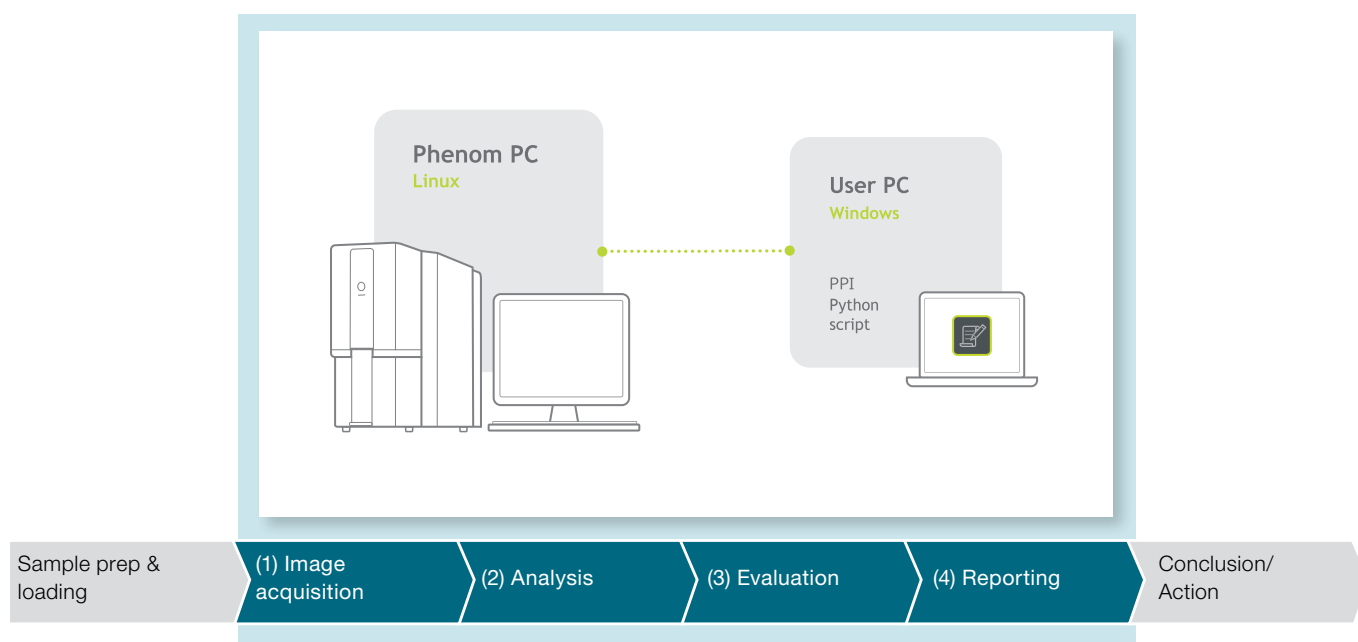 Phenom PC
Linux
User PC
Windows
PPI
Python
script
Sample prep &
loading
(1) Image
acquisition
(2) Analysis
(3) Evaluation
(4) Reporting
Conclusion/
Action